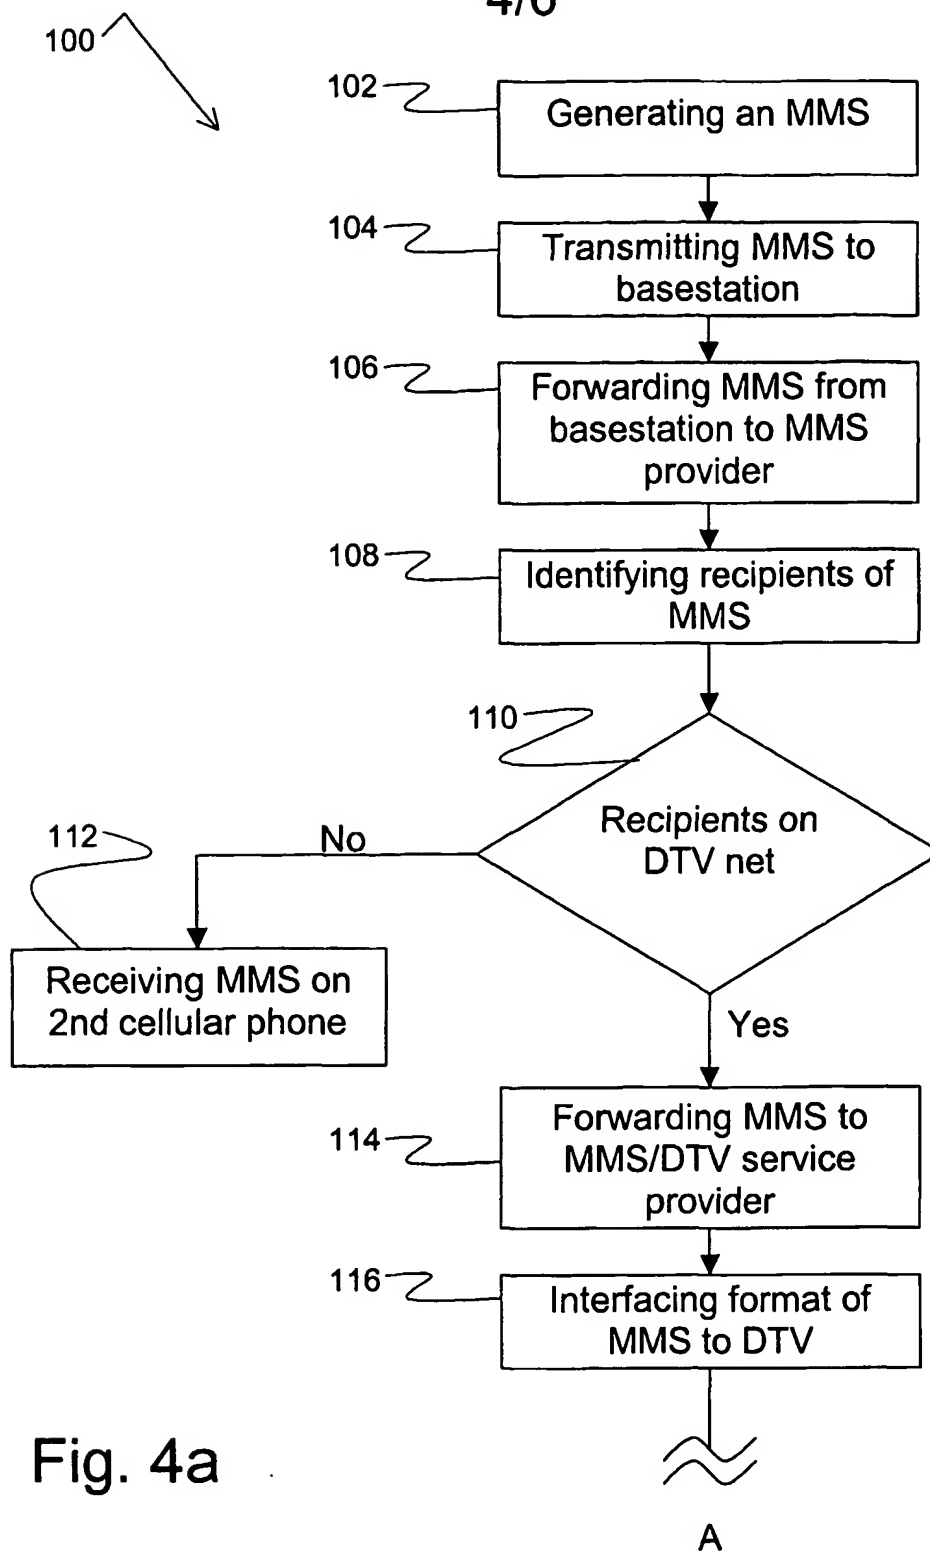 4/6
100
102
Generating an MMS
104
Transmitting MMS to
basestation
106
Forwarding MMS from
basestation to MMS
provider
108
Identifying recipients of
MMS
110
Recipients on
DTV net
No
112
Receiving MMS on
2nd cellular phone
Yes
114
Forwarding MMS to
MMS/DTV service
provider
116
Interfacing format of
MMS to DTV
Fig. 4a
A